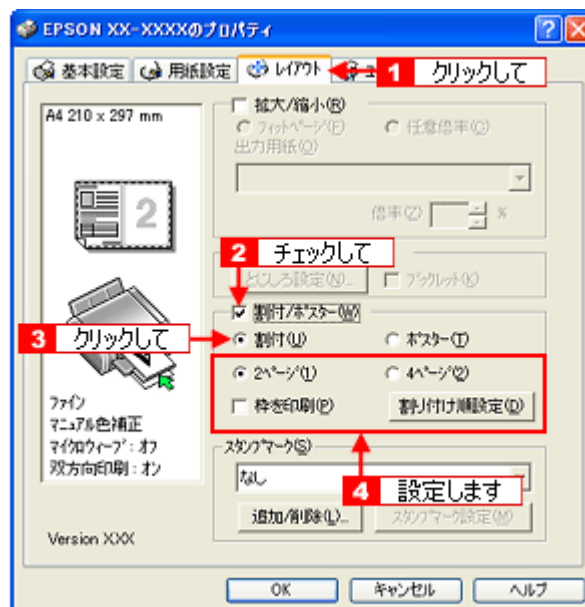 EPSON XX-XXXXのプロパティ
基本設定 用紙設定 レイアウト
1 クリックして
A4 210 x 297 mm
2
拡大/縮小(R)
フィットページ(F) 任意倍率(C)
出力用紙(O)
倍率(Z) %
2 チェックして
とじしろ設定(N)... ブックレット(K)
割付/ポスター(W)
3 クリックして
割付(U) ポスター(T)
2ページ(1) 4ページ(2)
枠を印刷(P) 割り付け順設定(D)
ファイン
マニュアル色補正
マイクロウィーブ：オフ
双方向印刷：オン
スタンプマーク(S)
なし
4 設定します
追加/削除(L)... スタンプマーク設定(M)
Version XXX
OK キャンセル ヘルプ